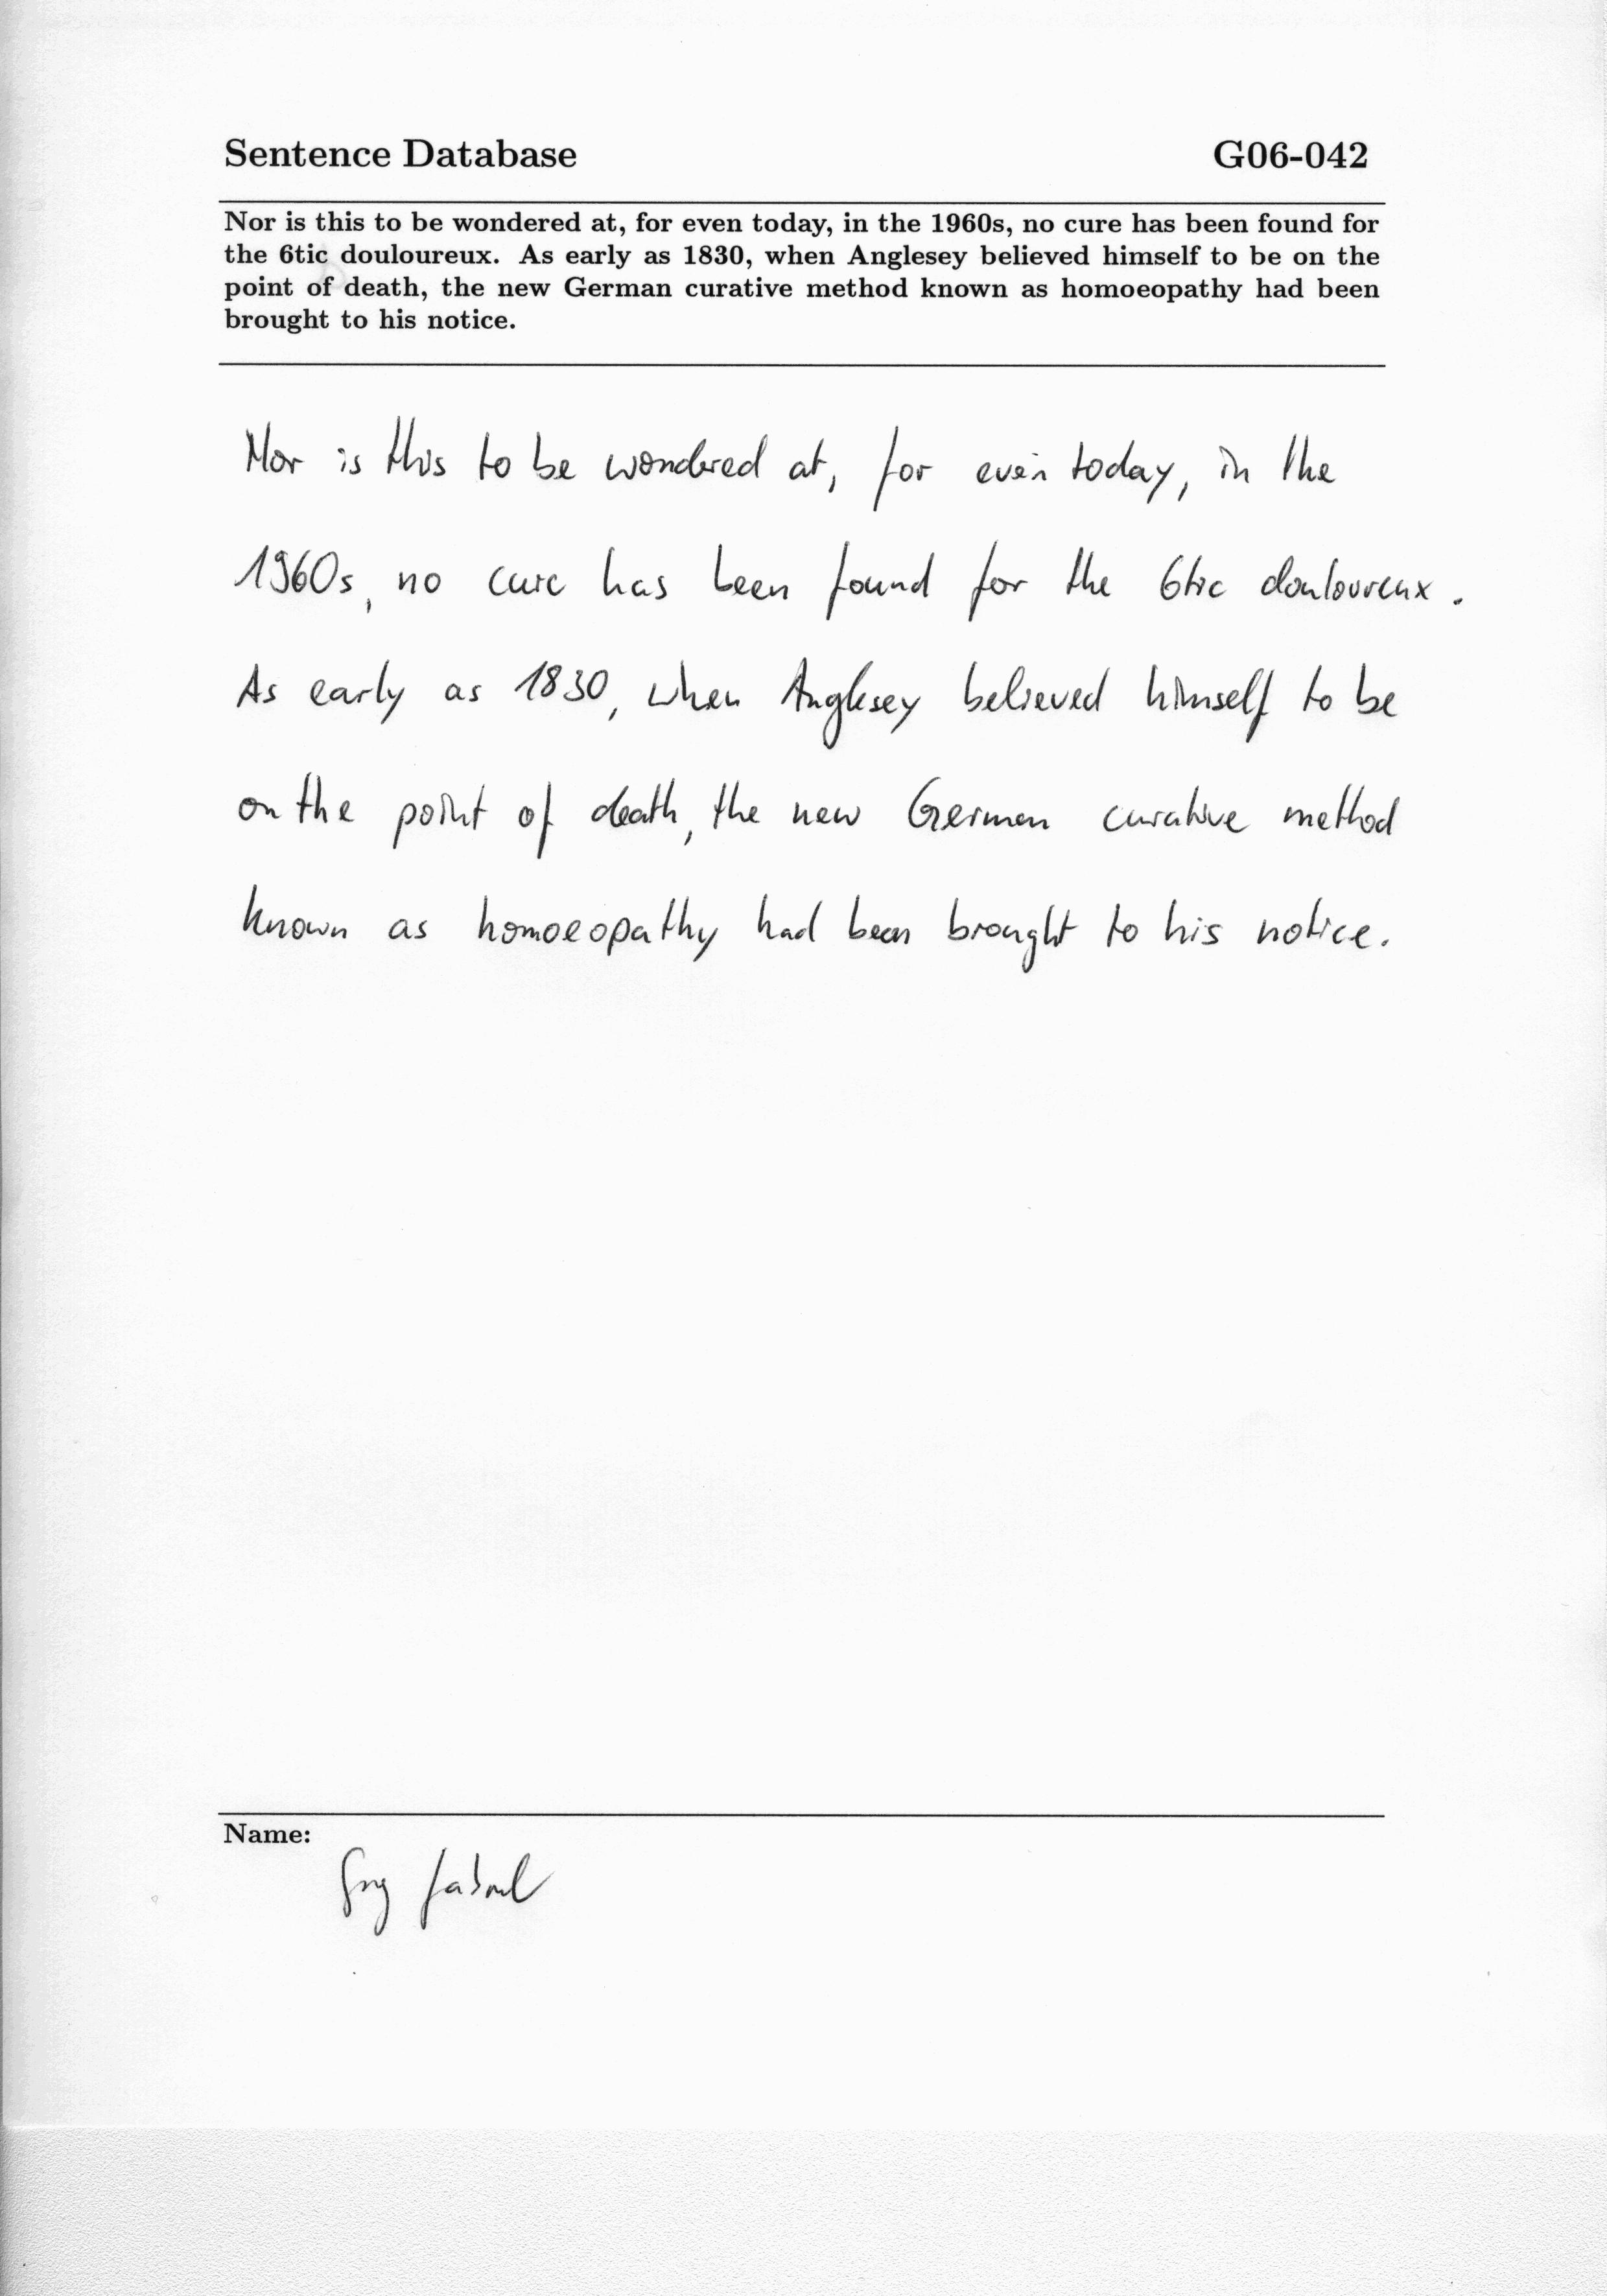 Sentence Database G06-042
Nor is this to be wondered at, for even today, in the 1960s, no cure has been found for
the 6tic douloureux. As early as 1830, when Anglesey believed himself to be on the
point of death, the new German curative method known as homoeopathy had been
brought to his notice.
Nor is this to be wondered at, for even today, in the
1960s, no cure has been found for the 6tic douloureux.
As early as 1830, when Anglesey believed himself to be
on the point of death, the new German curative method
known as homoeopathy had been brought to his notice.
Name: